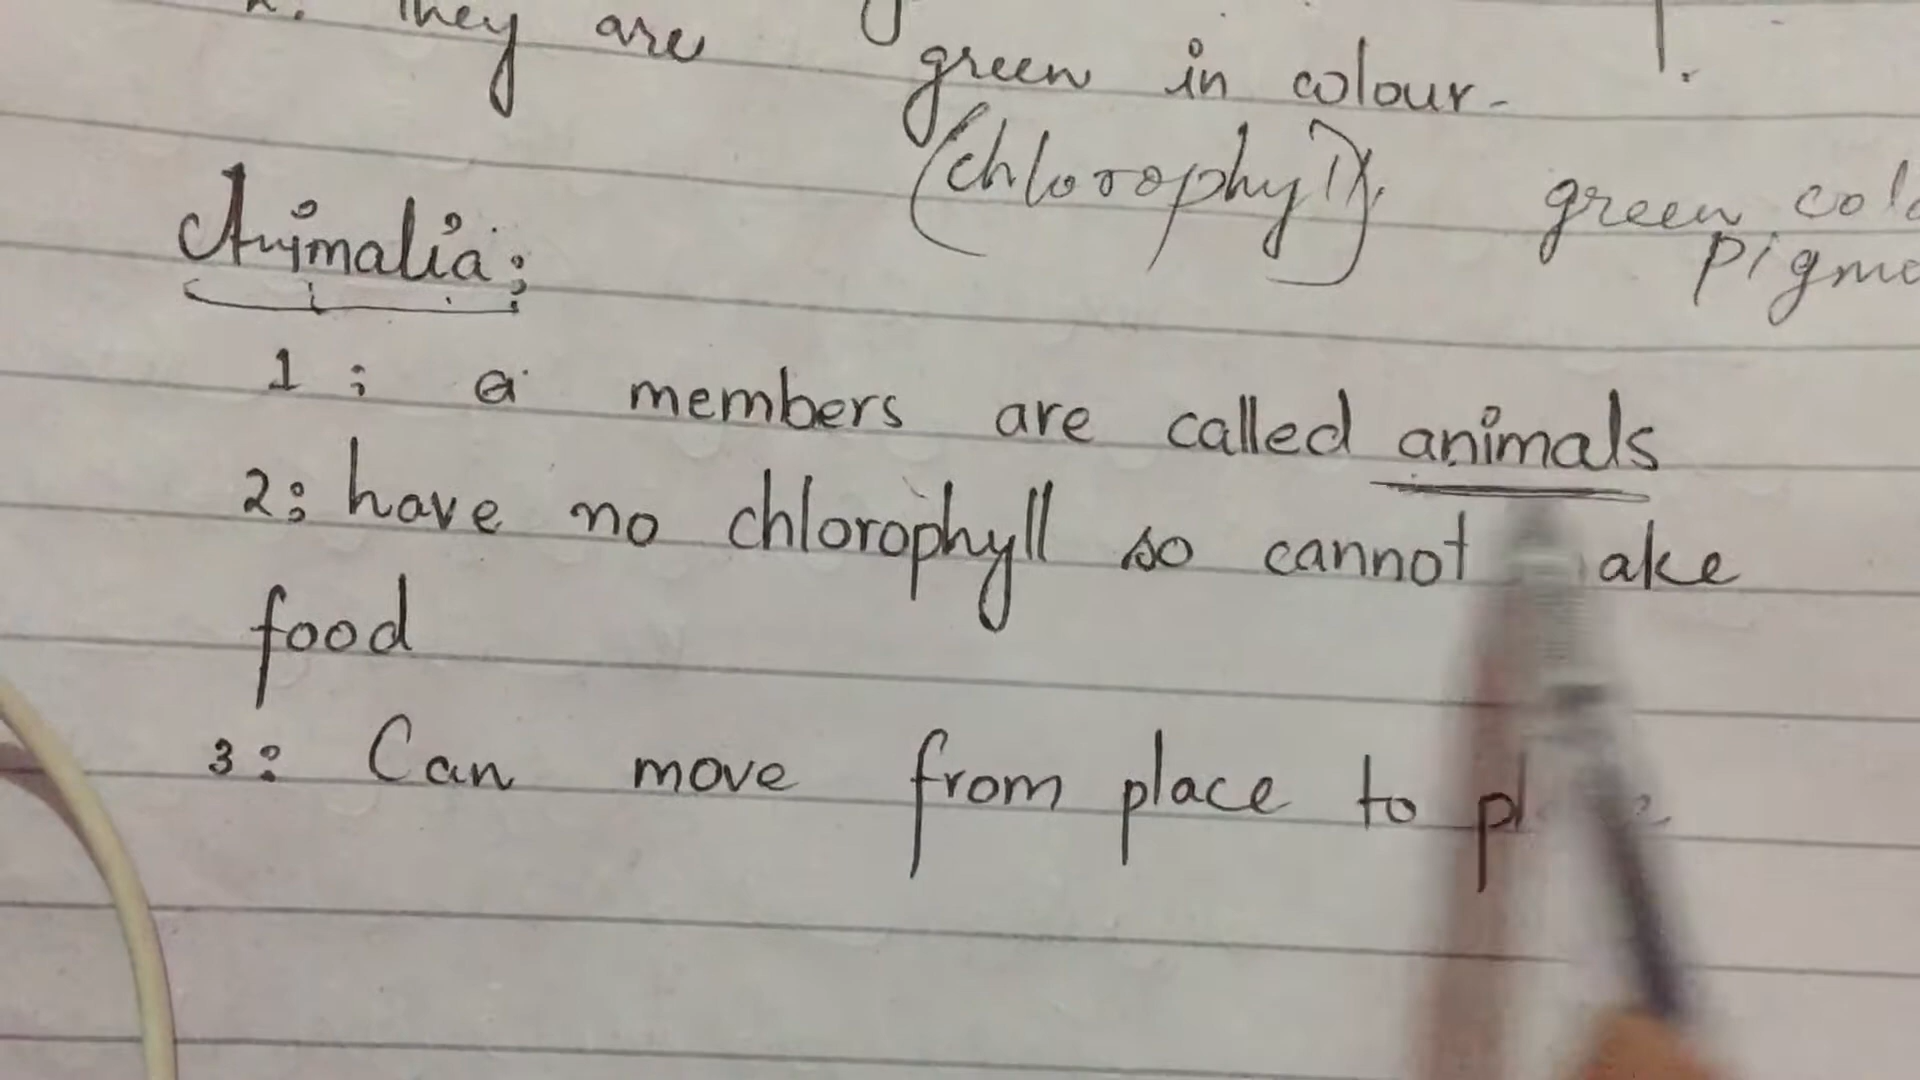 They are green in colour.
(chlorophyll). green
Animalia:
1: a members are called animals
2: have no chlorophyll so cannot
food
3: Can move from place to